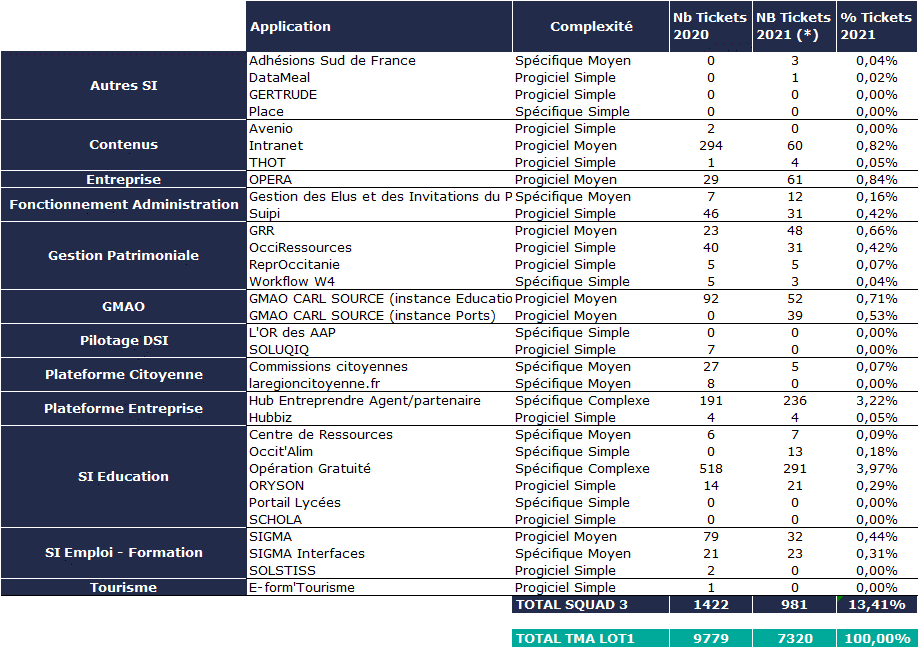 Application Complexité Nb Tickets 2020 NB Tickets 2021 (*) % Tickets 2021
Autres SI
Adhésions Sud de France Spécifique Moyen 0 3 0,04%
DataMeal Progiciel Simple 0 1 0,02%
GERTRUDE Progiciel Simple 0 0 0,00%
Place Spécifique Simple 0 0 0,00%
Contenus
Avenio Progiciel Simple 2 0 0,00%
Intranet Progiciel Moyen 294 60 0,82%
THOT Progiciel Simple 1 4 0,05%
Entreprise
OPERA Progiciel Moyen 29 61 0,84%
Fonctionnement Administration
Gestion des Elus et des Invitations du P Spécifique Moyen 7 12 0,16%
Suipi Progiciel Simple 46 31 0,42%
Gestion Patrimoniale
GRR Progiciel Moyen 23 48 0,66%
OcciRessources Progiciel Simple 40 31 0,42%
ReprOccitanie Progiciel Simple 5 5 0,07%
Workflow W4 Spécifique Simple 5 3 0,04%
GMAO
GMAO CARL SOURCE (instance Educatio Progiciel Moyen 92 52 0,71%
GMAO CARL SOURCE (instance Ports) Progiciel Moyen 0 39 0,53%
Pilotage DSI
L'OR des AAP Spécifique Simple 0 0 0,00%
SOLUQIQ Progiciel Simple 7 0 0,00%
Plateforme Citoyenne
Commissions citoyennes Spécifique Moyen 27 5 0,07%
laregioncitoyenne.fr Spécifique Moyen 8 0 0,00%
Plateforme Entreprise
Hub Entreprendre Agent/partenaire Spécifique Complexe 191 236 3,22%
Hubbiz Progiciel Simple 4 4 0,05%
SI Education
Centre de Ressources Spécifique Moyen 6 7 0,09%
Occit'Alim Spécifique Simple 0 13 0,18%
Opération Gratuité Spécifique Complexe 518 291 3,97%
ORYSON Progiciel Simple 14 21 0,29%
Portail Lycées Spécifique Simple 0 0 0,00%
SCHOLA Progiciel Simple 0 0 0,00%
SI Emploi - Formation
SIGMA Progiciel Moyen 79 32 0,44%
SIGMA Interfaces Spécifique Moyen 21 23 0,31%
SOLSTISS Progiciel Simple 2 0 0,00%
Tourisme
E-form'Tourisme Progiciel Simple 1 0 0,00%
TOTAL SQUAD 3 1422 981 13,41%
TOTAL TMA LOT1 9779 7320 100,00%